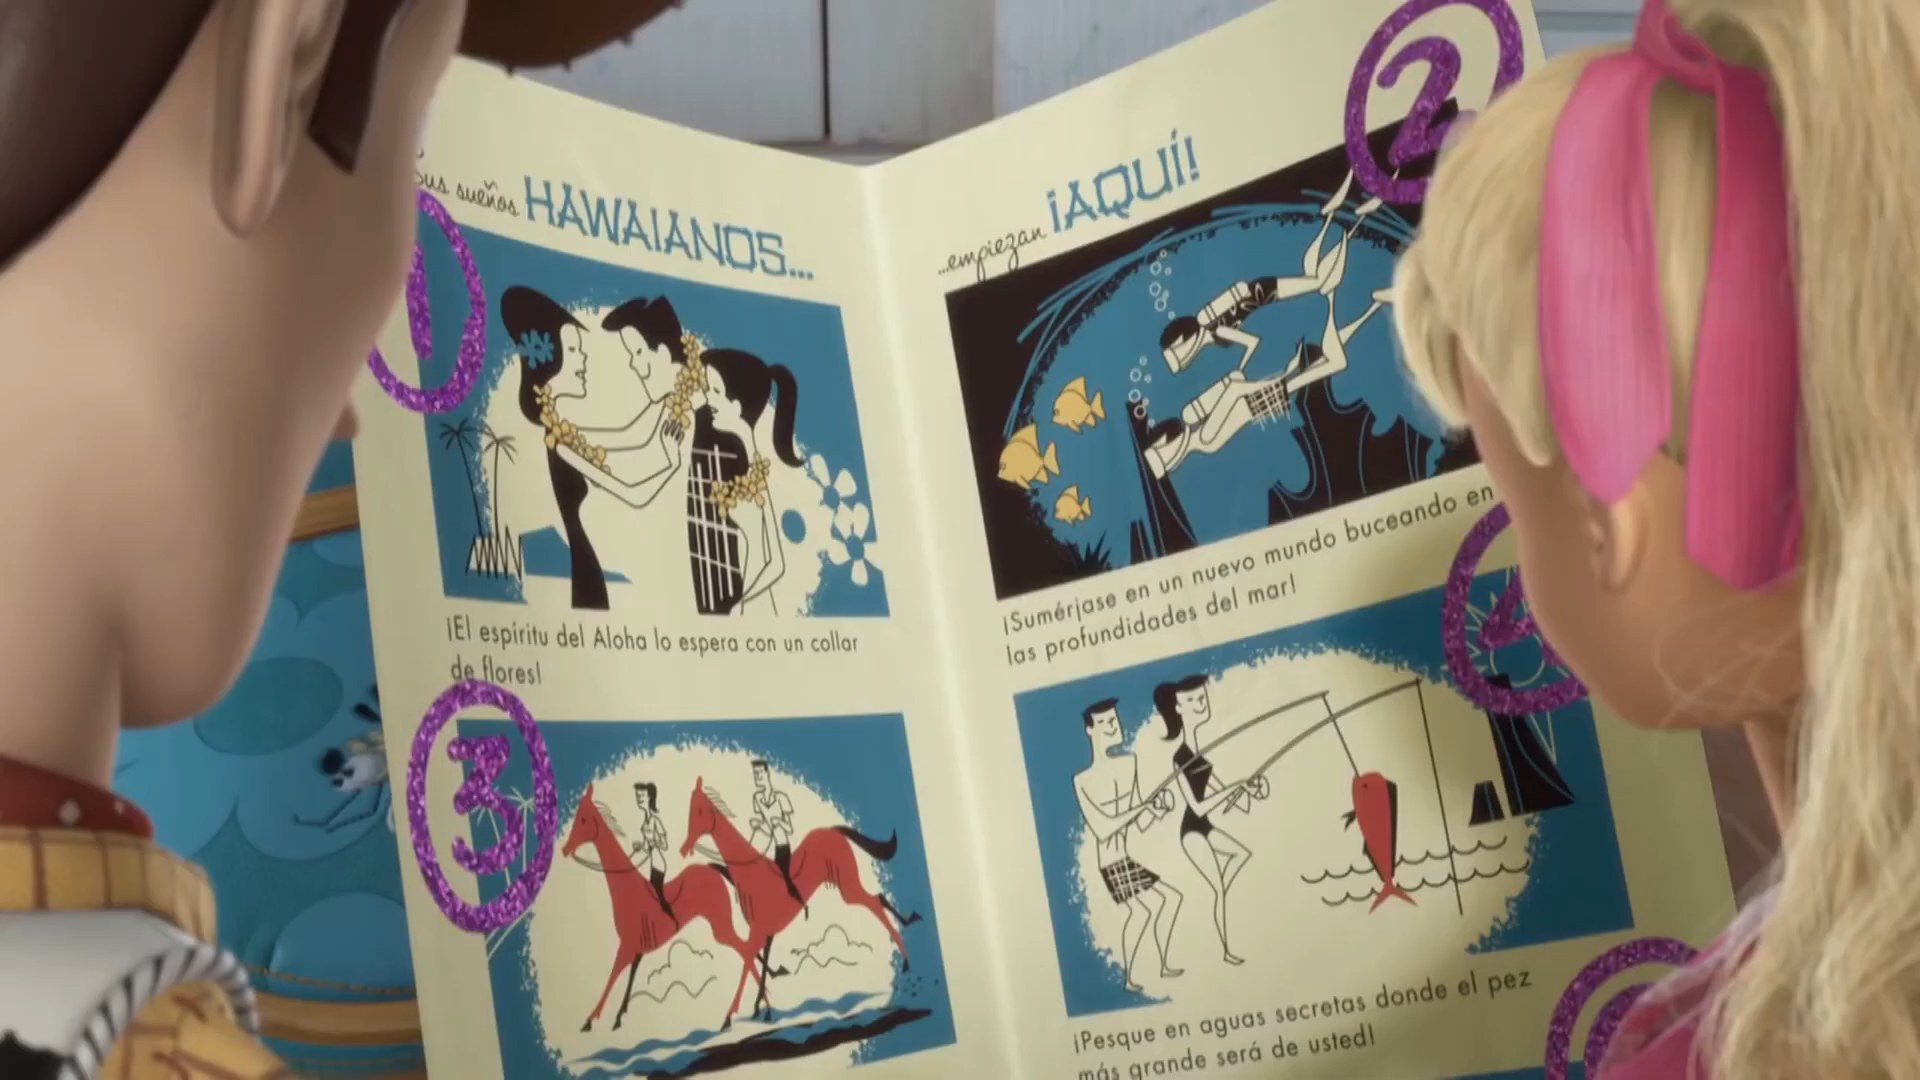 Sus sueños HAWAIANOS...
1
¡El espíritu del Aloha lo espera con un collar
de flores!
3
...empiezan ¡AQUÍ!
2
¡Sumérjase en un nuevo mundo buceando en
las profundidades del mar!
4
¡Pesque en aguas secretas donde el pez
más grande será de usted!